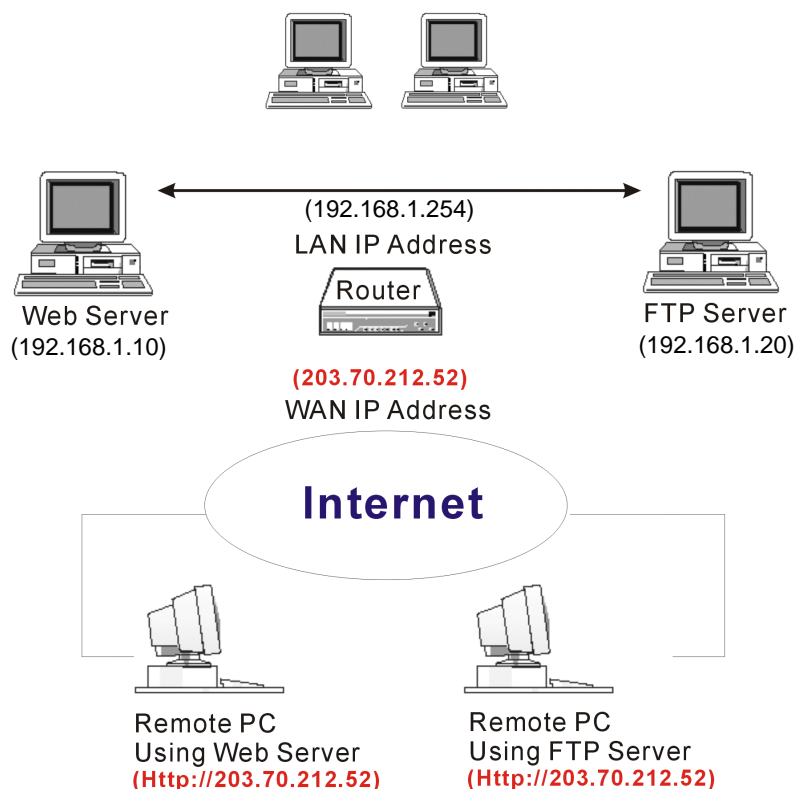 (192.168.1.254)
LAN IP Address
Router
Web Server
(192.168.1.10)
FTP Server
(192.168.1.20)
(203.70.212.52)
WAN IP Address
Internet
Remote PC
Using Web Server
(Http://203.70.212.52)
Remote PC
Using FTP Server
(Http://203.70.212.52)